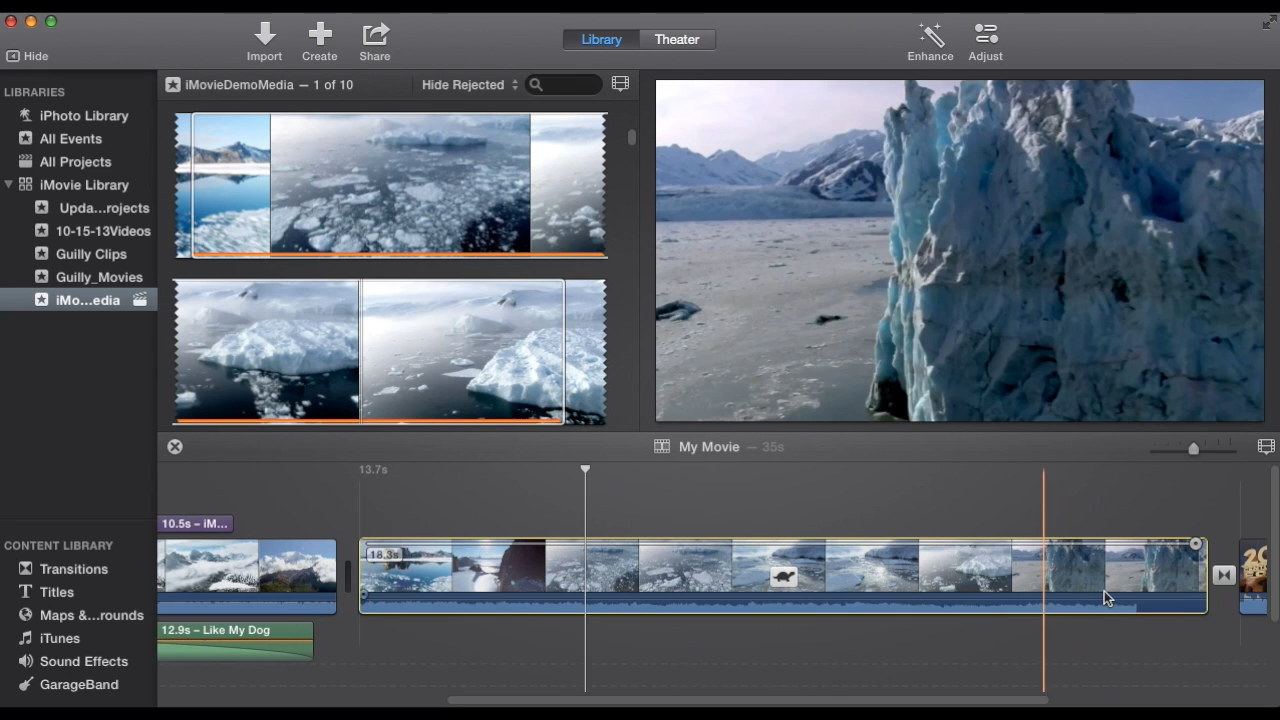 Hide
Import
Create
Share
Library
Theater
Enhance
Adjust
LIBRARIES
iPhoto Library
All Events
All Projects
iMovie Library
Upda...rojects
10-15-13Videos
Guilly Clips
Guilly_Movies
iMo...edia
iMovieDemoMedia – 1 of 10
Hide Rejected
My Movie – 35s
13.7s
10.5s – iM...
18.3s
20
12.9s – Like My Dog
CONTENT LIBRARY
Transitions
Titles
Maps &...rounds
iTunes
Sound Effects
GarageBand